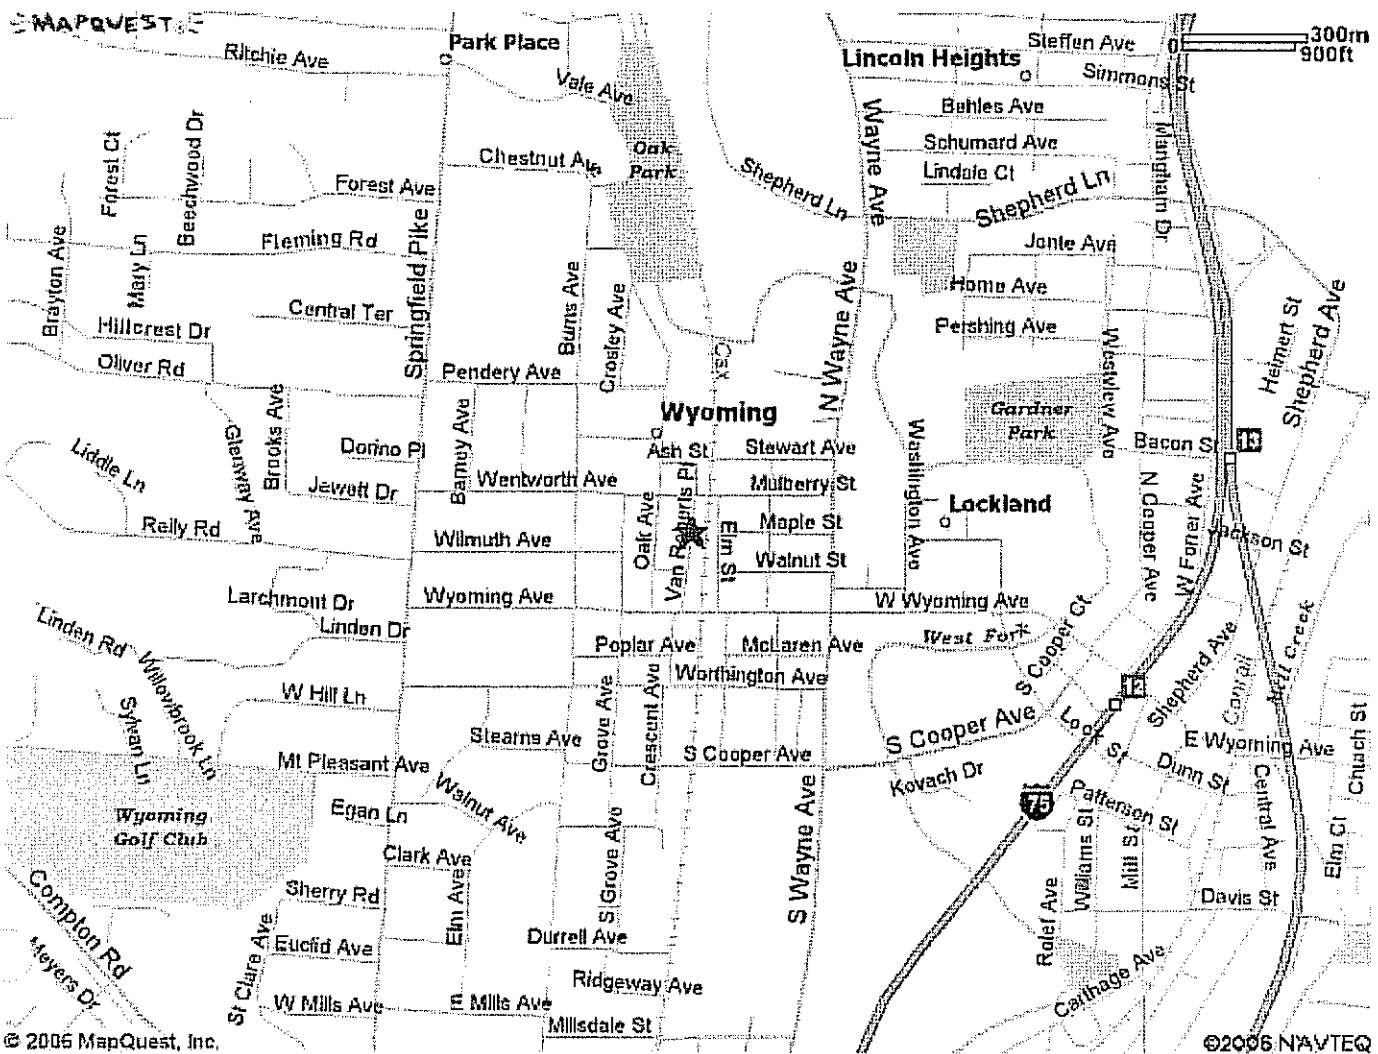 MAPQUEST
300m
900ft
Park Place
Steffen Ave
Lincoln Heights
Ritchie Ave
Simmons St
Vale Ave
Behles Ave
Wayne Ave
Mangham Dr
Schumard Ave
Forest Ct
Beechwood Dr
Oak
Park
Chestnut Ave
Lindale Ct
Shepherd Ln
Shepherd Ln
Forest Ave
Springfield Pike
Fleming Rd
Jonte Ave
Brayton Ave
Mary Ln
Burns Ave
Crosley Ave
N Wayne Ave
Home Ave
Central Ter
Hillcrest Dr
Pershing Ave
Westview Ave
Helmert St
Shepherd Ave
Oliver Rd
Pendery Ave
Csx
Wyoming
Gardner
Park
Brooks Ave
Barney Ave
Glenway Ave
Dorino Pl
Ash St
Stewart Ave
Washington Ave
Bacon St
13
Liddle Ln
Jewett Dr
Wentworth Ave
Mulberry St
Lockland
N Cooper Ave
W Forrer Ave
Reily Rd
Wilmuth Ave
Oak Ave
Van Roberts Pl
Elm St
Maple St
Jackson St
Walnut St
Larchmont Dr
Wyoming Ave
W Wyoming Ave
Linden Rd
Linden Dr
Poplar Ave
McLaren Ave
West Fork
S Cooper Ct
Mill Creek
Willowbrook Ln
Worthington Ave
12
Shepherd Ave
Conrail
Sylvan Ln
W Hill Ln
Grove Ave
Crescent Ave
S Cooper Ave
Lock St
Stearns Ave
S Cooper Ave
E Wyoming Ave
Church St
Mt Pleasant Ave
Kovach Dr
Dunn St
Central Ave
Walnut Ave
75
Patterson St
Wyoming
Golf Club
Egan Ln
S Wayne Ave
Williams St
Mill St
Elm Ct
Clark Ave
S Grove Ave
Compton Rd
Sherry Rd
Elm Ave
Rolef Ave
Davis St
Meyers Dr
St Clare Ave
Euclid Ave
Durrell Ave
Carthage Ave
Ridgeway Ave
W Mills Ave
E Mills Ave
Millsdale St
© 2006 MapQuest, Inc.
©2006 NAVTEQ